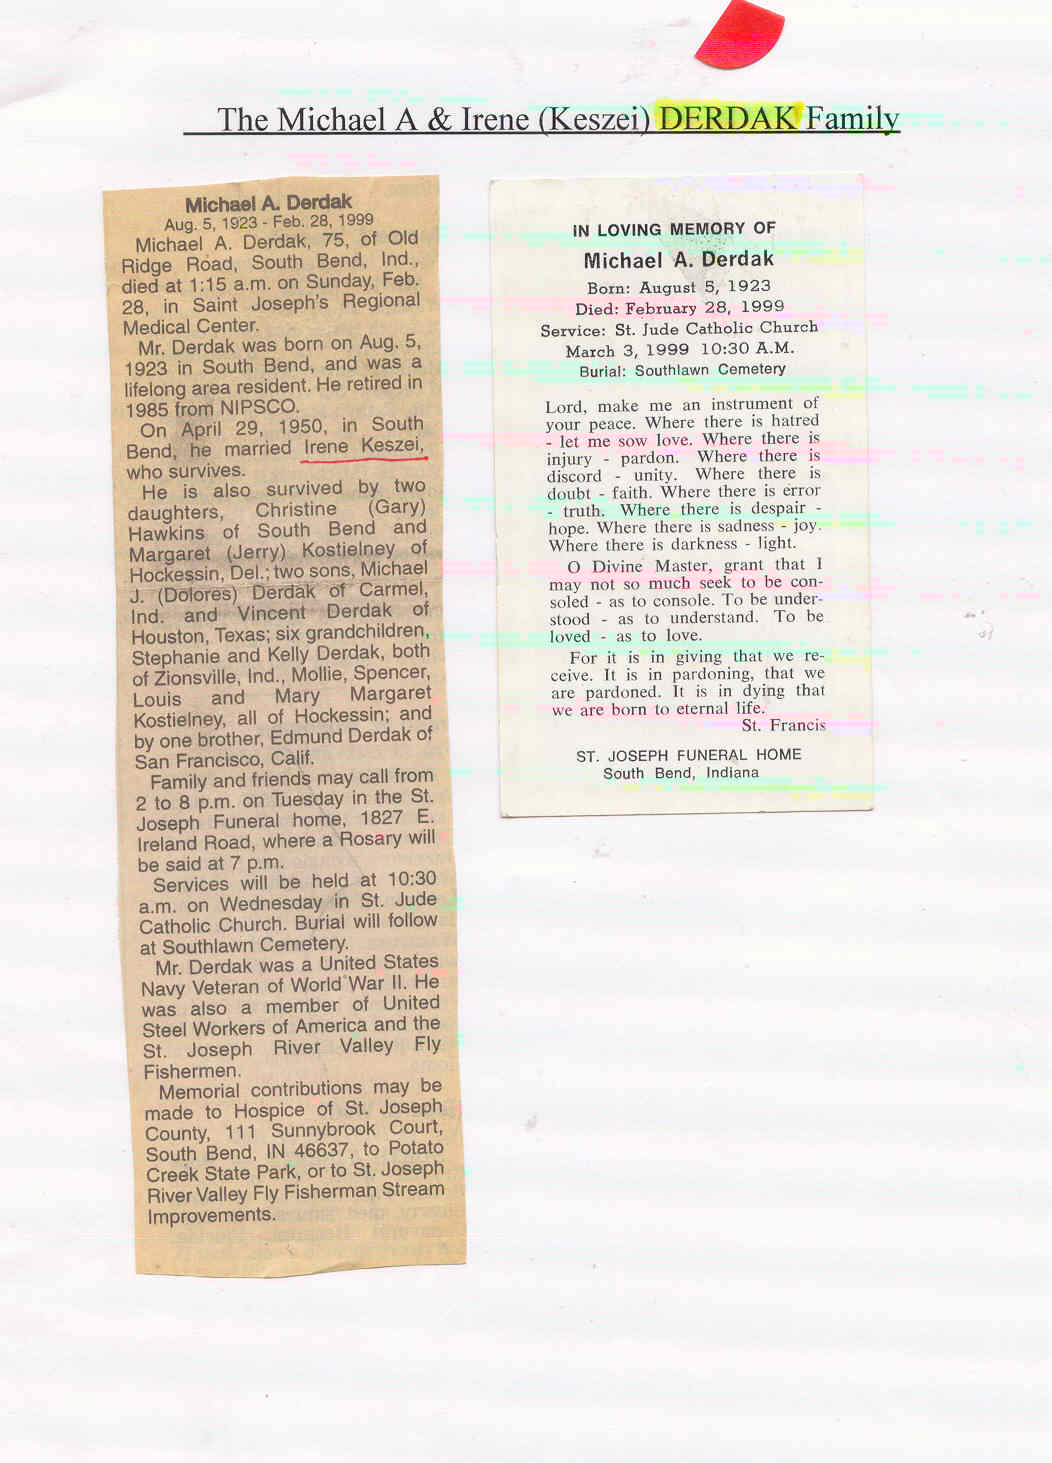 The Michael A & Irene (Keszei) DERDAK Family
Michael A. Derdak
Aug. 5, 1923 - Feb. 28, 1999
Michael A. Derdak, 75, of Old
Ridge Road, South Bend, Ind.,
died at 1:15 a.m. on Sunday, Feb.
28, in Saint Joseph's Regional
Medical Center.
Mr. Derdak was born on Aug. 5,
1923 in South Bend, and was a
lifelong area resident. He retired in
1985 from NIPSCO.
On April 29, 1950, in South
Bend, he married Irene Keszei,
who survives.
He is also survived by two
daughters, Christine (Gary)
Hawkins of South Bend and
Margaret (Jerry) Kostielney of
Hockessin, Del.; two sons, Michael
J. (Dolores) Derdak of Carmel,
Ind. and Vincent Derdak of
Houston, Texas; six grandchildren,
Stephanie and Kelly Derdak, both
of Zionsville, Ind., Mollie, Spencer,
Louis and Mary Margaret
Kostielney, all of Hockessin; and
by one brother, Edmund Derdak of
San Francisco, Calif.
Family and friends may call from
2 to 8 p.m. on Tuesday in the St.
Joseph Funeral home, 1827 E.
Ireland Road, where a Rosary will
be said at 7 p.m.
Services will be held at 10:30
a.m. on Wednesday in St. Jude
Catholic Church. Burial will follow
at Southlawn Cemetery.
Mr. Derdak was a United States
Navy Veteran of World War II. He
was also a member of United
Steel Workers of America and the
St. Joseph River Valley Fly
Fishermen.
Memorial contributions may be
made to Hospice of St. Joseph
County, 111 Sunnybrook Court,
South Bend, IN 46637, to Potato
Creek State Park, or to St. Joseph
River Valley Fly Fisherman Stream
Improvements.
IN LOVING MEMORY OF
Michael A. Derdak
Born: August 5, 1923
Died: February 28, 1999
Service: St. Jude Catholic Church
March 3, 1999 10:30 A.M.
Burial: Southlawn Cemetery
Lord, make me an instrument of
your peace. Where there is hatred
- let me sow love. Where there is
injury - pardon. Where there is
discord - unity. Where there is
doubt - faith. Where there is error
- truth. Where there is despair -
hope. Where there is sadness - joy.
Where there is darkness - light.
O Divine Master, grant that I
may not so much seek to be con-
soled - as to console. To be under-
stood - as to understand. To be
loved - as to love.
For it is in giving that we re-
ceive. It is in pardoning, that we
are pardoned. It is in dying that
we are born to eternal life.
St. Francis
ST. JOSEPH FUNERAL HOME
South Bend, Indiana